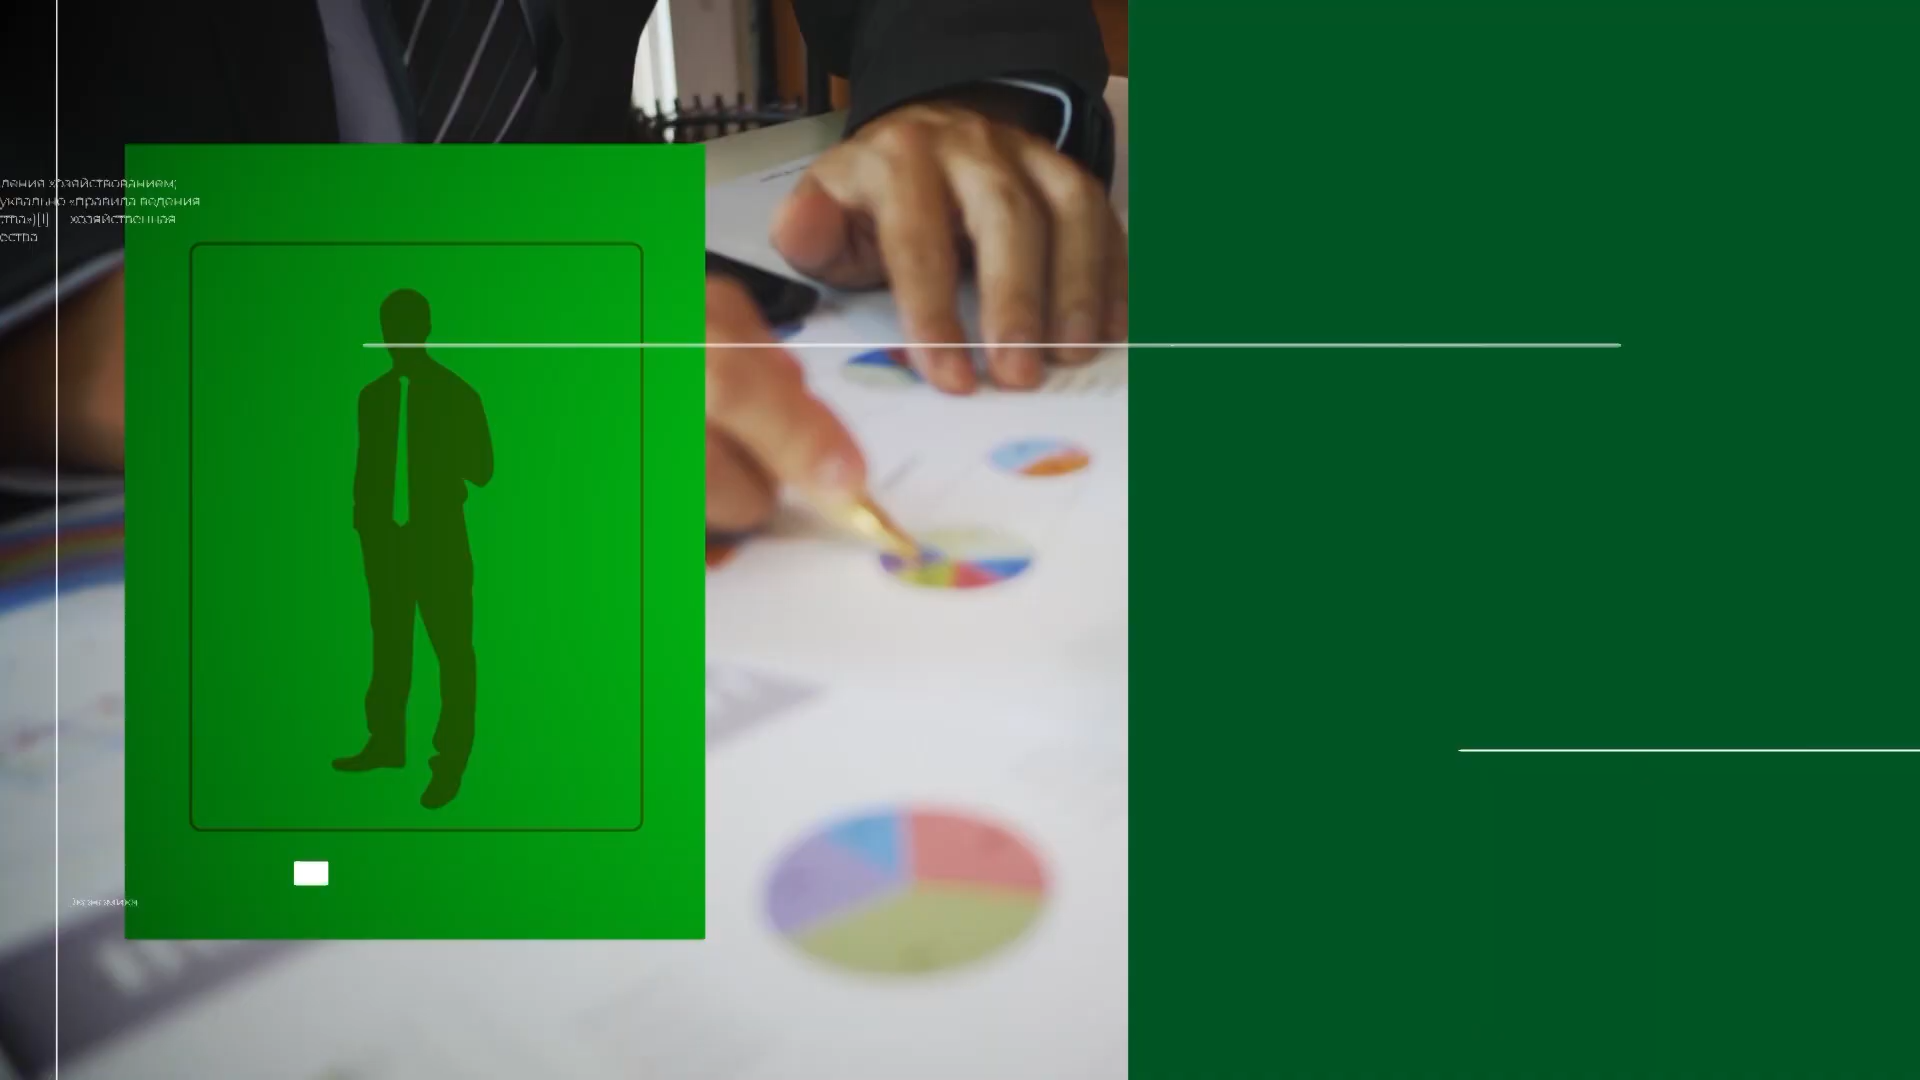 ления хозяйствованием;
уквально «правила ведения
ства»)[1] хозяйственная
ества
Экономика